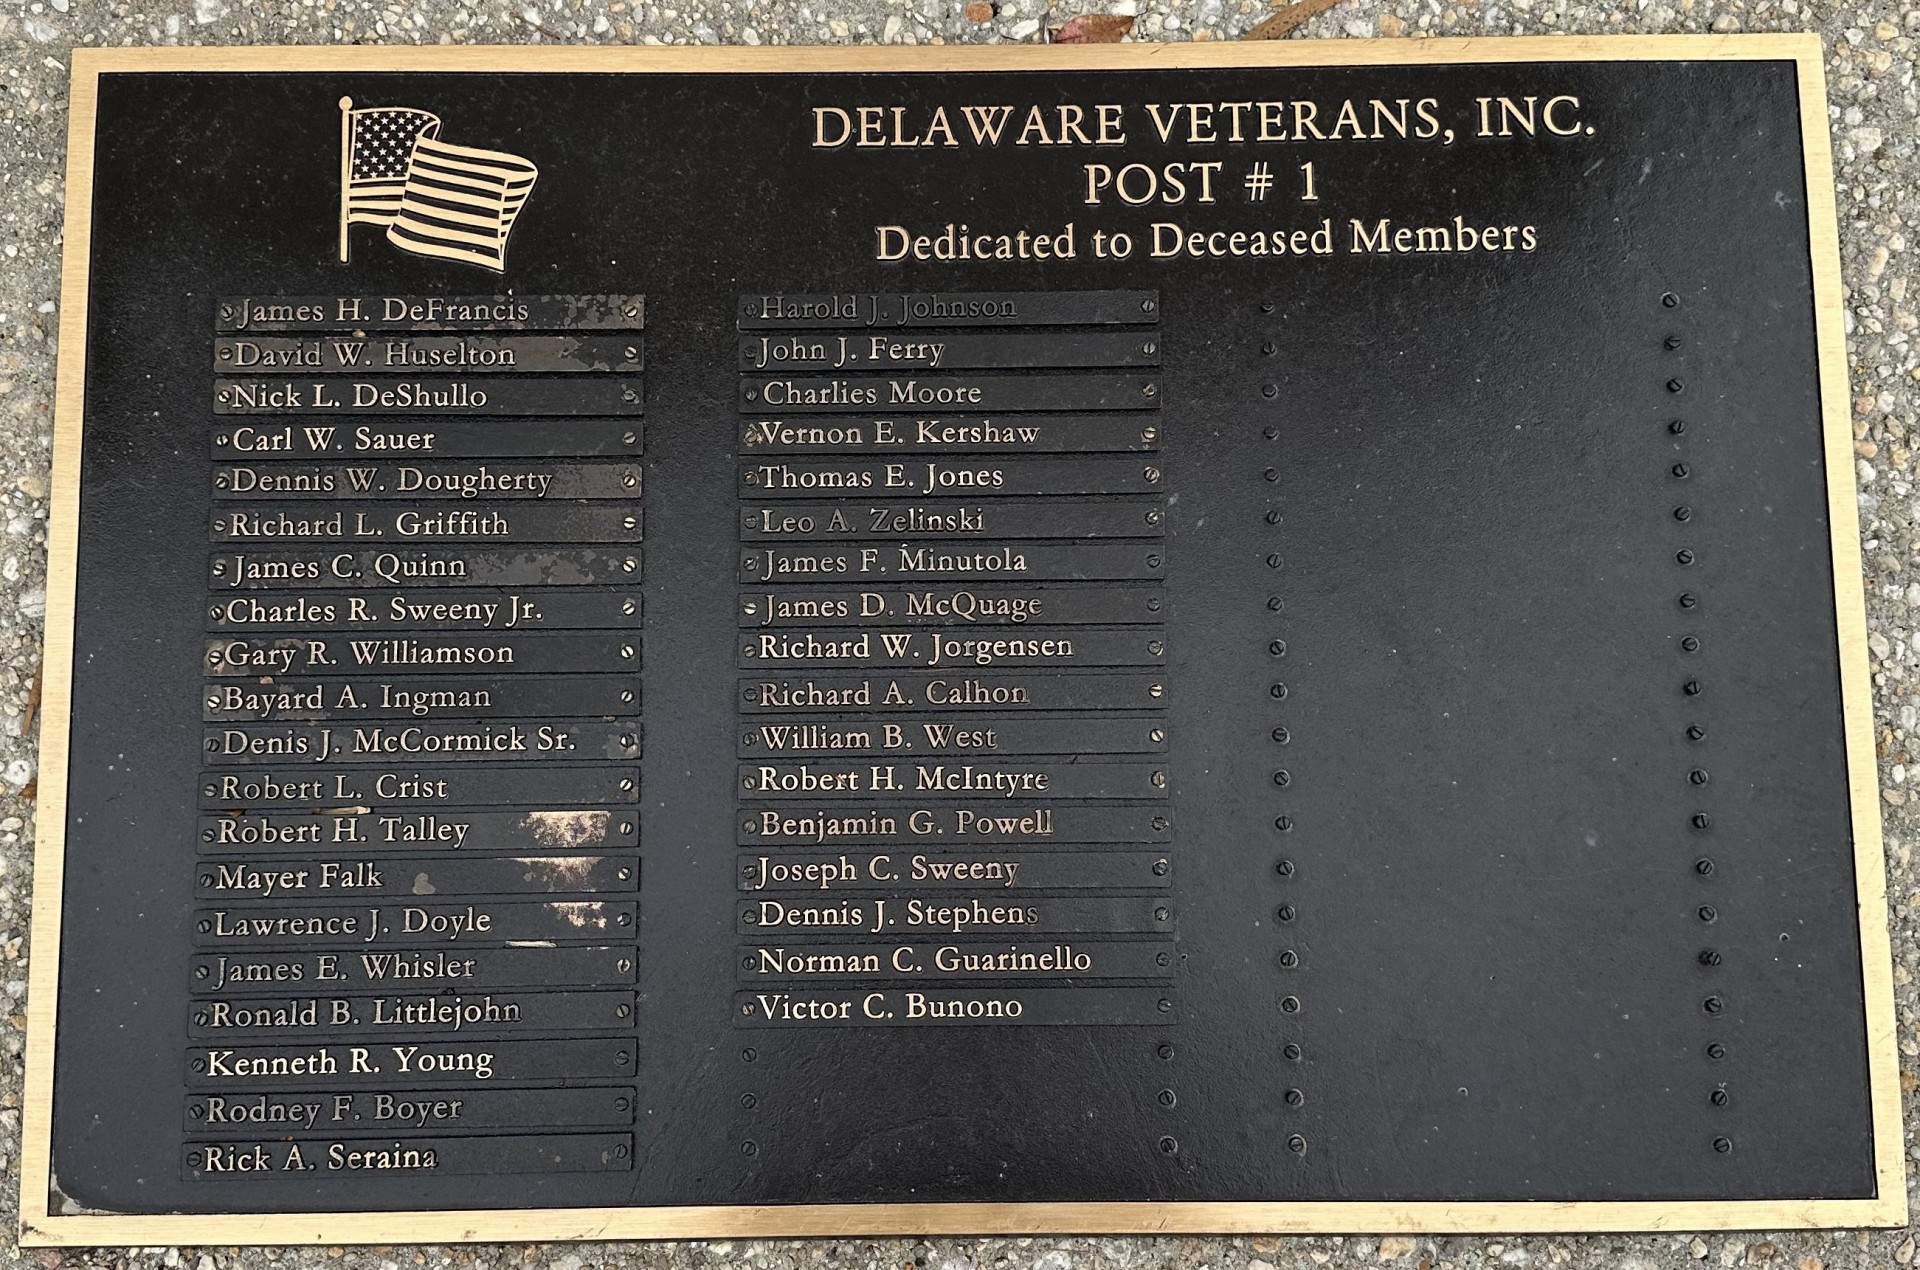 DELAWARE VETERANS, INC.
POST # 1
Dedicated to Deceased Members
James H. DeFrancis
David W. Huselton
Nick L. DeShullo
Carl W. Sauer
Dennis W. Dougherty
Richard L. Griffith
James C. Quinn
Charles R. Sweeny Jr.
Gary R. Williamson
Bayard A. Ingman
Denis J. McCormick Sr.
Robert L. Crist
Robert H. Talley
Mayer Falk
Lawrence J. Doyle
James E. Whisler
Ronald B. Littlejohn
Kenneth R. Young
Rodney F. Boyer
Rick A. Seraina
Harold J. Johnson
John J. Ferry
Charlies Moore
Vernon E. Kershaw
Thomas E. Jones
Leo A. Zelinski
James F. Minutola
James D. McQuage
Richard W. Jorgensen
Richard A. Calhon
William B. West
Robert H. McIntyre
Benjamin G. Powell
Joseph C. Sweeny
Dennis J. Stephens
Norman C. Guarinello
Victor C. Bunono